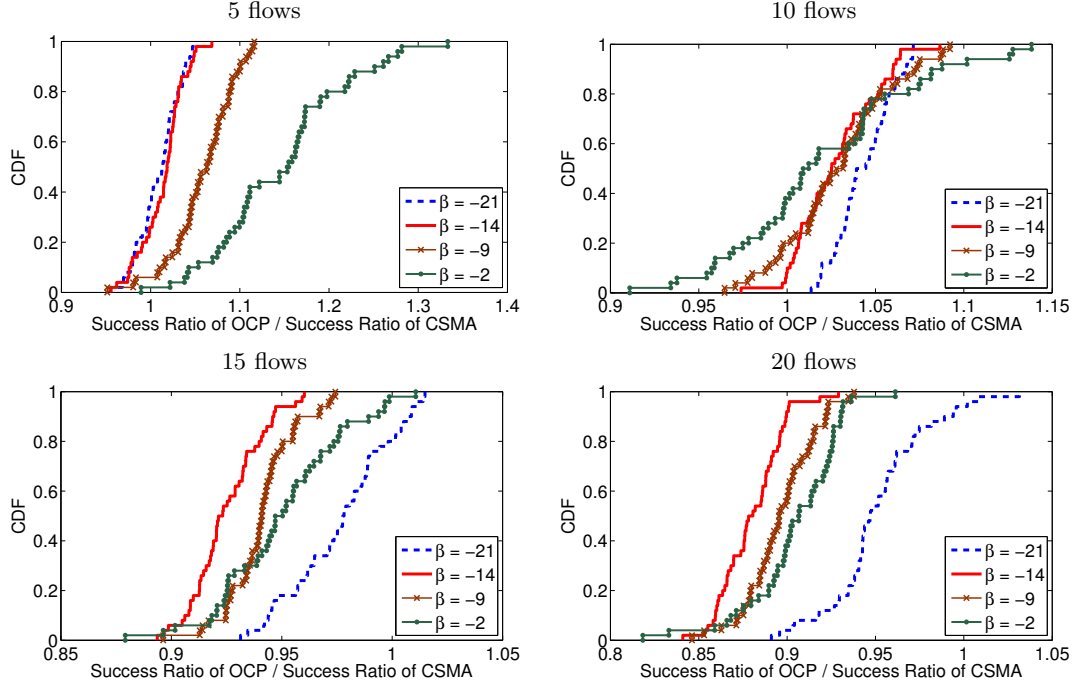 5 flows
1
0.8
0.6
0.4
0.2
0
CDF
0.9
1
1.1
1.2
1.3
1.4
Success Ratio of OCP / Success Ratio of CSMA
β = −21
β = −14
β = −9
β = −2
10 flows
1
0.8
0.6
0.4
0.2
0
CDF
0.9
0.95
1.00
1.05
1.1
1.15
Success Ratio of OCP / Success Ratio of CSMA
β = −21
β = −14
β = −9
β = −2
15 flows
1
0.8
0.6
0.4
0.2
0
CDF
0.85
0.9
0.95
1
1.05
Success Ratio of OCP / Success Ratio of CSMA
β = −21
β = −14
β = −9
β = −2
20 flows
1
0.8
0.6
0.4
0.2
0
CDF
0.8
0.85
0.9
0.95
1
1.05
Success Ratio of OCP / Success Ratio of CSMA
β = −21
β = −14
β = −9
β = −2